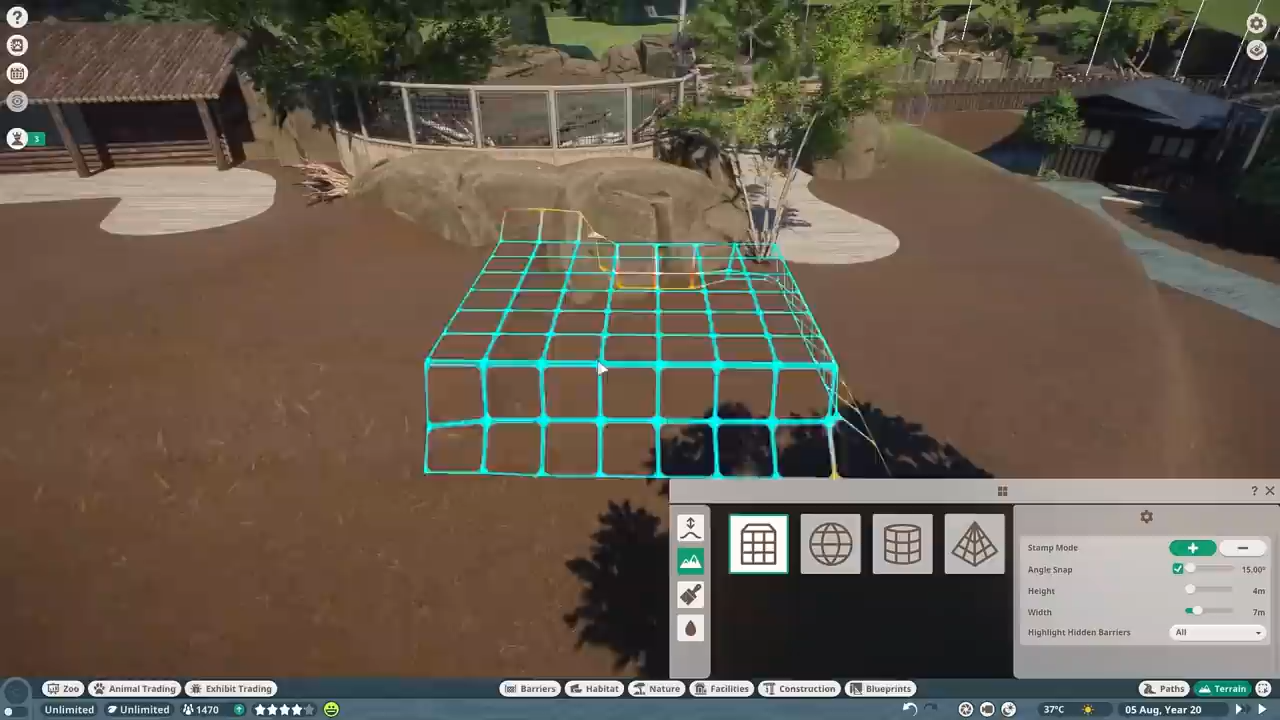 ?
3
? ×
Stamp Mode + −
Angle Snap 15.00°
Height 4m
Width 7m
Highlight Hidden Barriers All
Zoo Animal Trading Exhibit Trading Barriers Habitat Nature Facilities Construction Blueprints Paths Terrain
Unlimited Unlimited 1470 37°C 05 Aug, Year 20